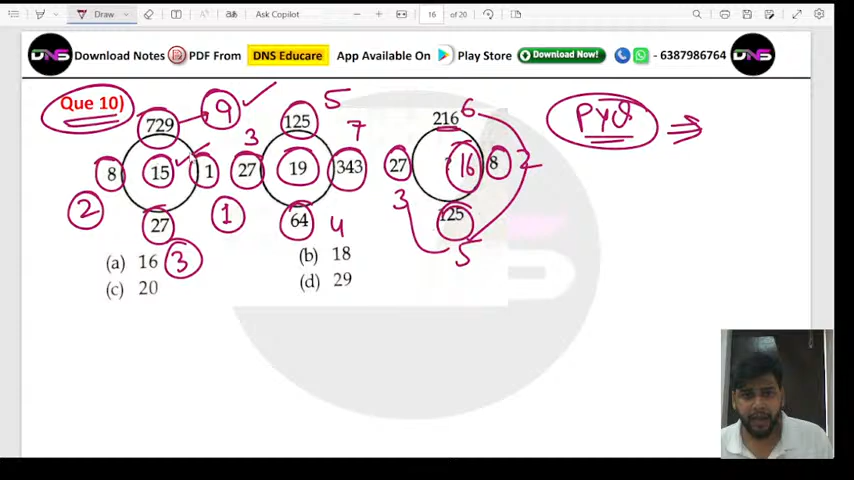 Draw
Ask Copilot
16 of 20
DNS Download Notes PDF From DNS Educare App Available On Play Store Download Now! - 6387986764 DNS
Que 10) 729 9 125 5 216 6 PYQ
8 15 1 3 27 19 7 343 27 16 8 2
2 27 1 64 4 3 125 5
(a) 16 3 (b) 18
(c) 20 (d) 29